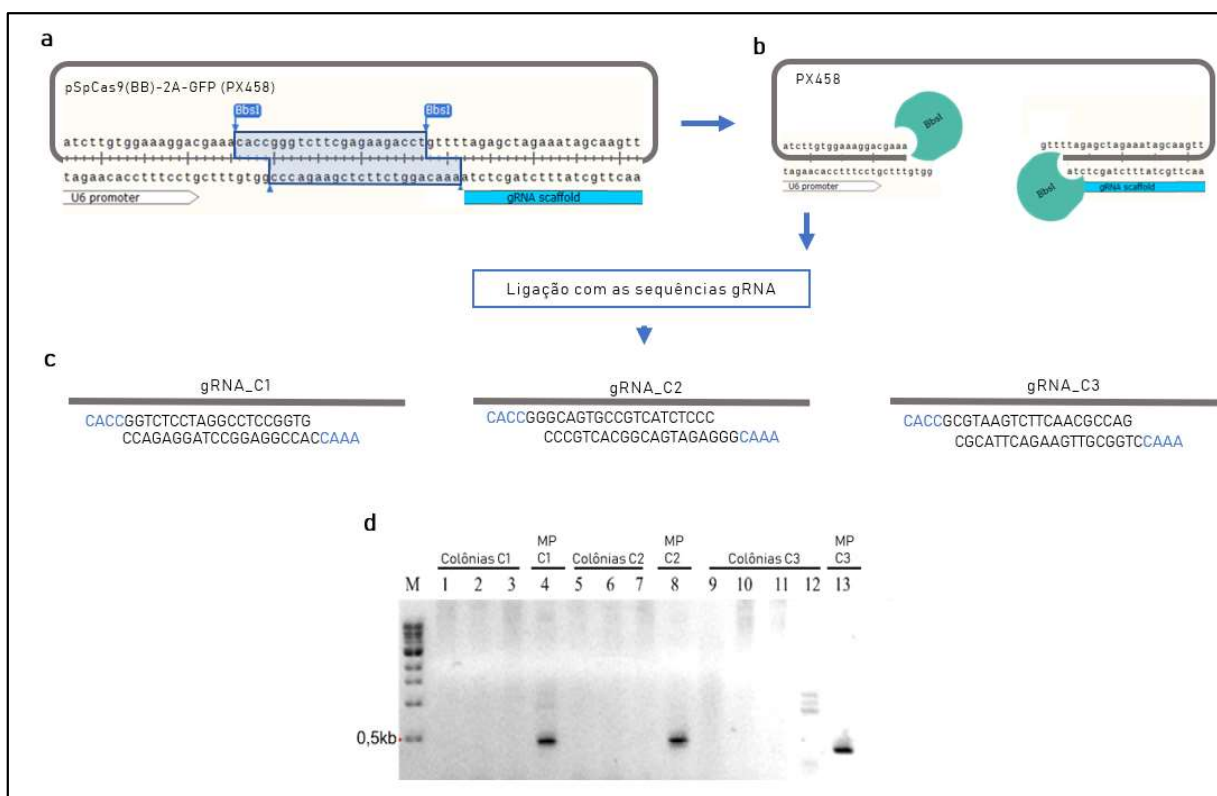 a
pSpCas9(BB)-2A-GFP (PX458)
BbsI BbsI
atcttgtggaaaggacgaaacaccgggtcttcgagaagacctgttttagagctagaaatagcaagtt
tagaacacctttcctgctttgtggcccagaagctcttctggacaaaatctcgatctttatcgttcaa
U6 promoter gRNA scaffold
b
PX458
BbsI
atcttgtggaaaggacgaaa gttttagagctagaaatagcaagtt
tagaacacctttcctgctttgtgg atctcgatctttatcgttcaa
U6 promoter BbsI gRNA scaffold
Ligação com as sequências gRNA
c
gRNA_C1 gRNA_C2 gRNA_C3
CACCGGTCTCCTAGGCCTCCGGTG
CCAGAGGATCCGGAGGCCACCAAA
CACCGGGCAGTGCCGTCATCTCCC
CCCGTCACGGCAGTAGAGGGCAAA
CACCGCGTAAGTCTTCAACGCCAG
CGCATTCAGAAGTTGCGGTCCAAA
d
Colônias C1 MP C1 Colônias C2 MP C2 Colônias C3 MP C3
M 1 2 3 4 5 6 7 8 9 10 11 12 13
0,5kb